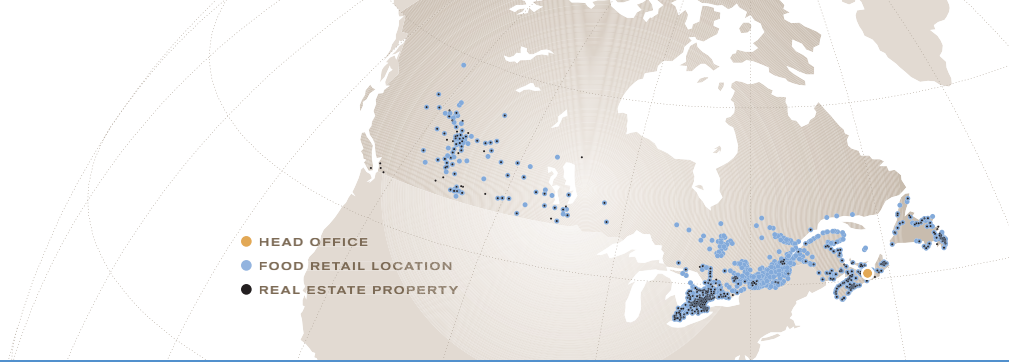 HEAD OFFICE
FOOD RETAIL LOCATION
REAL ESTATE PROPERTY